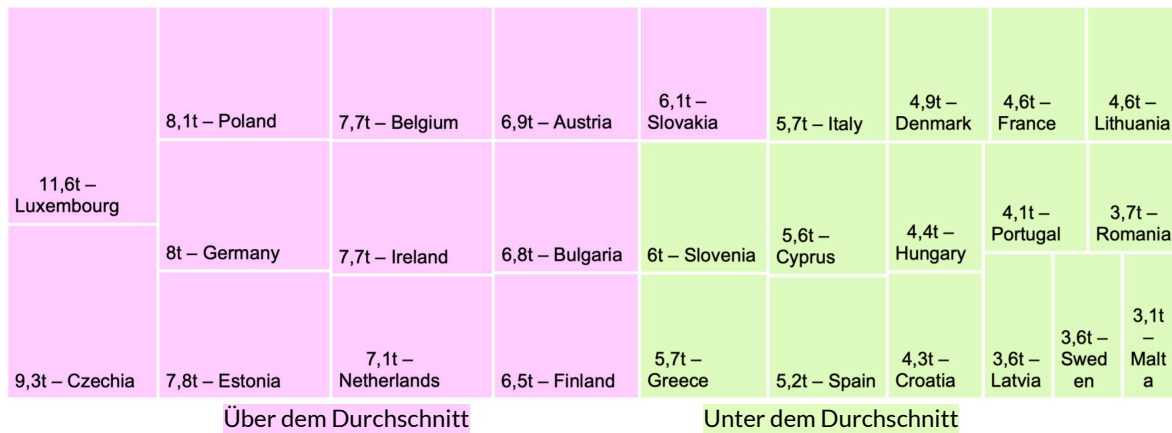 11,6t –
Luxembourg
9,3t – Czechia
8,1t – Poland
8t – Germany
7,8t – Estonia
7,7t – Belgium
7,7t – Ireland
7,1t –
Netherlands
6,9t – Austria
6,8t – Bulgaria
6,5t – Finland
6,1t –
Slovakia
6t – Slovenia
5,7t –
Greece
5,7t – Italy
5,6t –
Cyprus
5,2t – Spain
4,9t –
Denmark
4,4t –
Hungary
4,3t –
Croatia
4,6t –
France
4,6t –
Lithuania
4,1t –
Portugal
3,7t –
Romania
3,6t –
Latvia
3,6t –
Swed
en
3,1t
–
Malt
a
Über dem Durchschnitt
Unter dem Durchschnitt